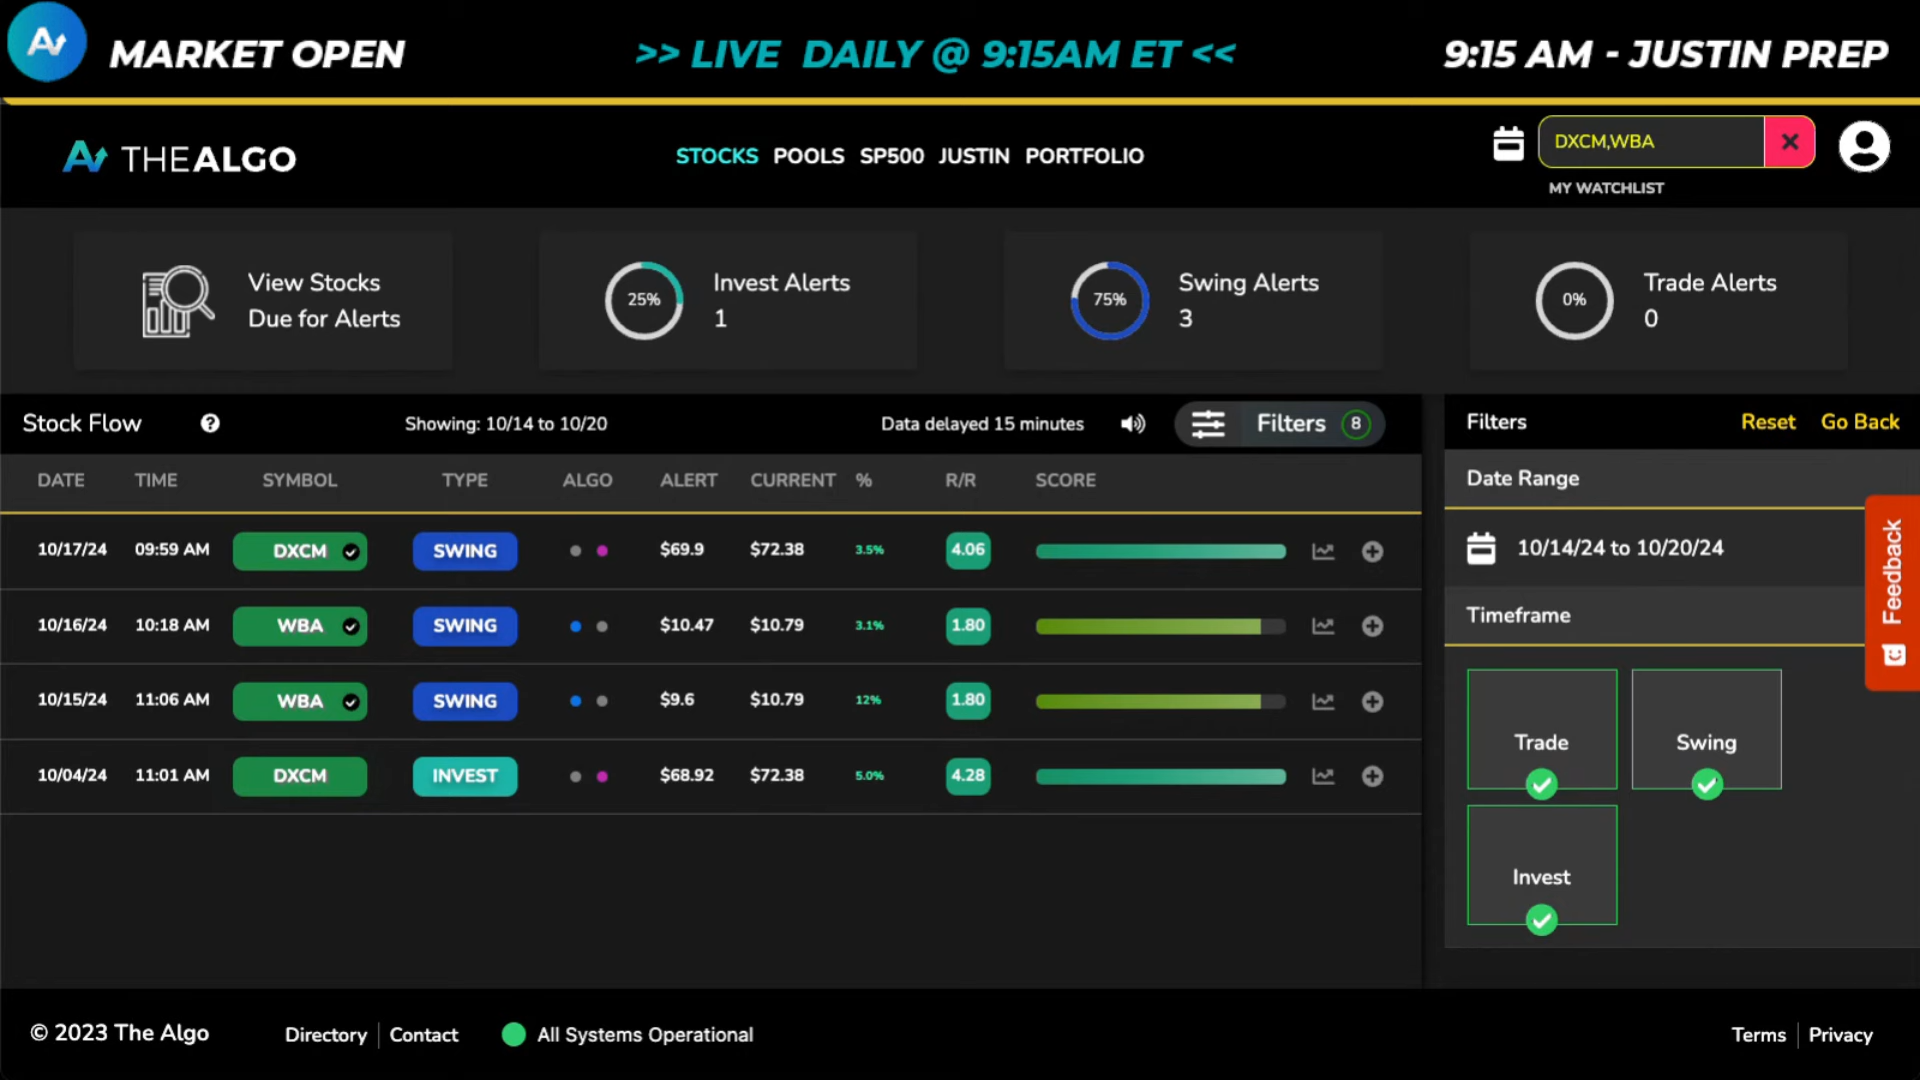 MARKET OPEN
>> LIVE DAILY @ 9:15AM ET <<
9:15 AM - JUSTIN PREP
THEALGO
STOCKS POOLS SP500 JUSTIN PORTFOLIO
DXCM,WBA
MY WATCHLIST
View Stocks
Due for Alerts
25%
Invest Alerts
1
75%
Swing Alerts
3
0%
Trade Alerts
0
Stock Flow
Showing: 10/14 to 10/20
Data delayed 15 minutes
Filters 8
DATE TIME SYMBOL TYPE ALGO ALERT CURRENT % R/R SCORE
10/17/24 09:59 AM DXCM SWING $69.9 $72.38 3.5% 4.06
10/16/24 10:18 AM WBA SWING $10.47 $10.79 3.1% 1.80
10/15/24 11:06 AM WBA SWING $9.6 $10.79 12% 1.80
10/04/24 11:01 AM DXCM INVEST $68.92 $72.38 5.0% 4.28
Filters Reset Go Back
Date Range
10/14/24 to 10/20/24
Timeframe
Trade Swing
Invest
Feedback
© 2023 The Algo Directory Contact All Systems Operational Terms Privacy